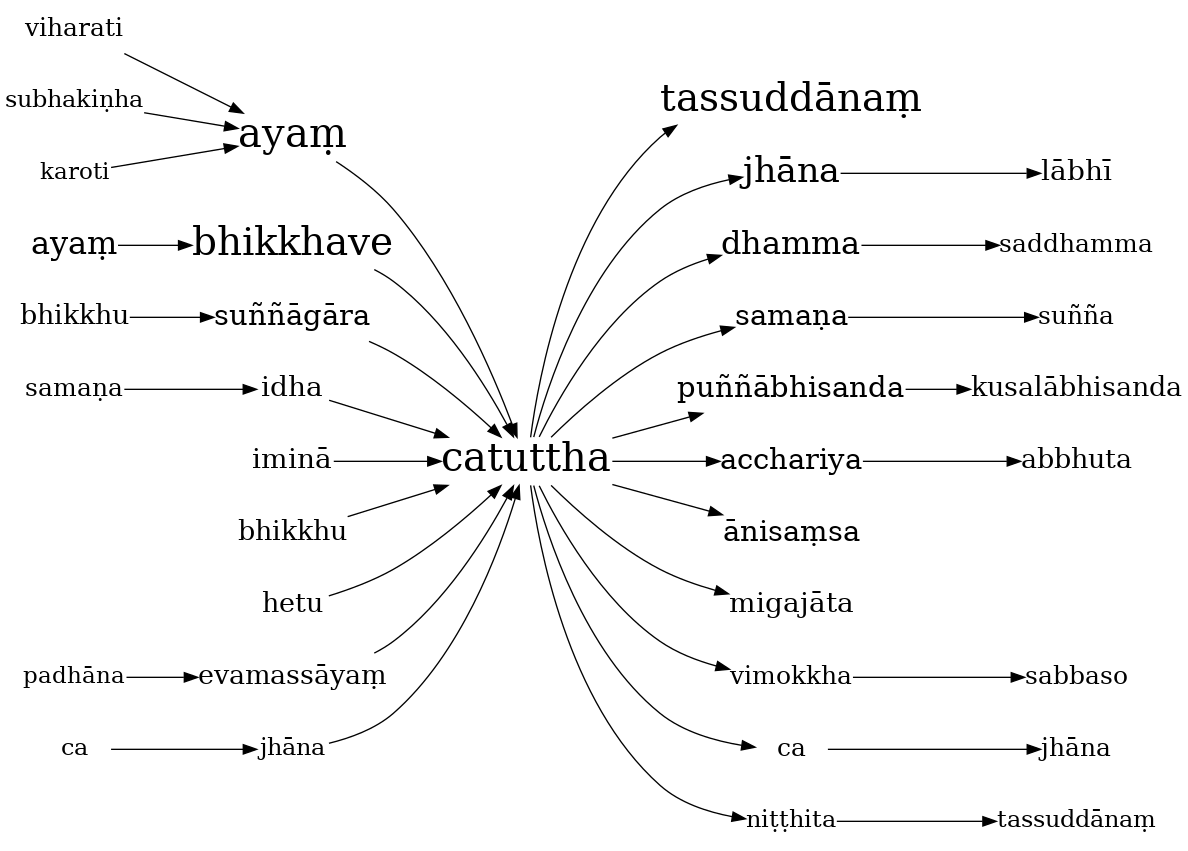 viharati
subhakiṇha
karoti
ayaṃ
ayaṃ
bhikkhave
bhikkhu
suññāgāra
samaṇa
idha
iminā
bhikkhu
hetu
padhāna
evamassāyaṃ
ca
jhāna
catuttha
tassuddānaṃ
jhāna
lābhī
dhamma
saddhamma
samaṇa
suñña
puññābhisanda
kusalābhisanda
acchariya
abbhuta
ānisaṃsa
migajāta
vimokkha
sabbaso
ca
jhāna
niṭṭhita
tassuddānaṃ